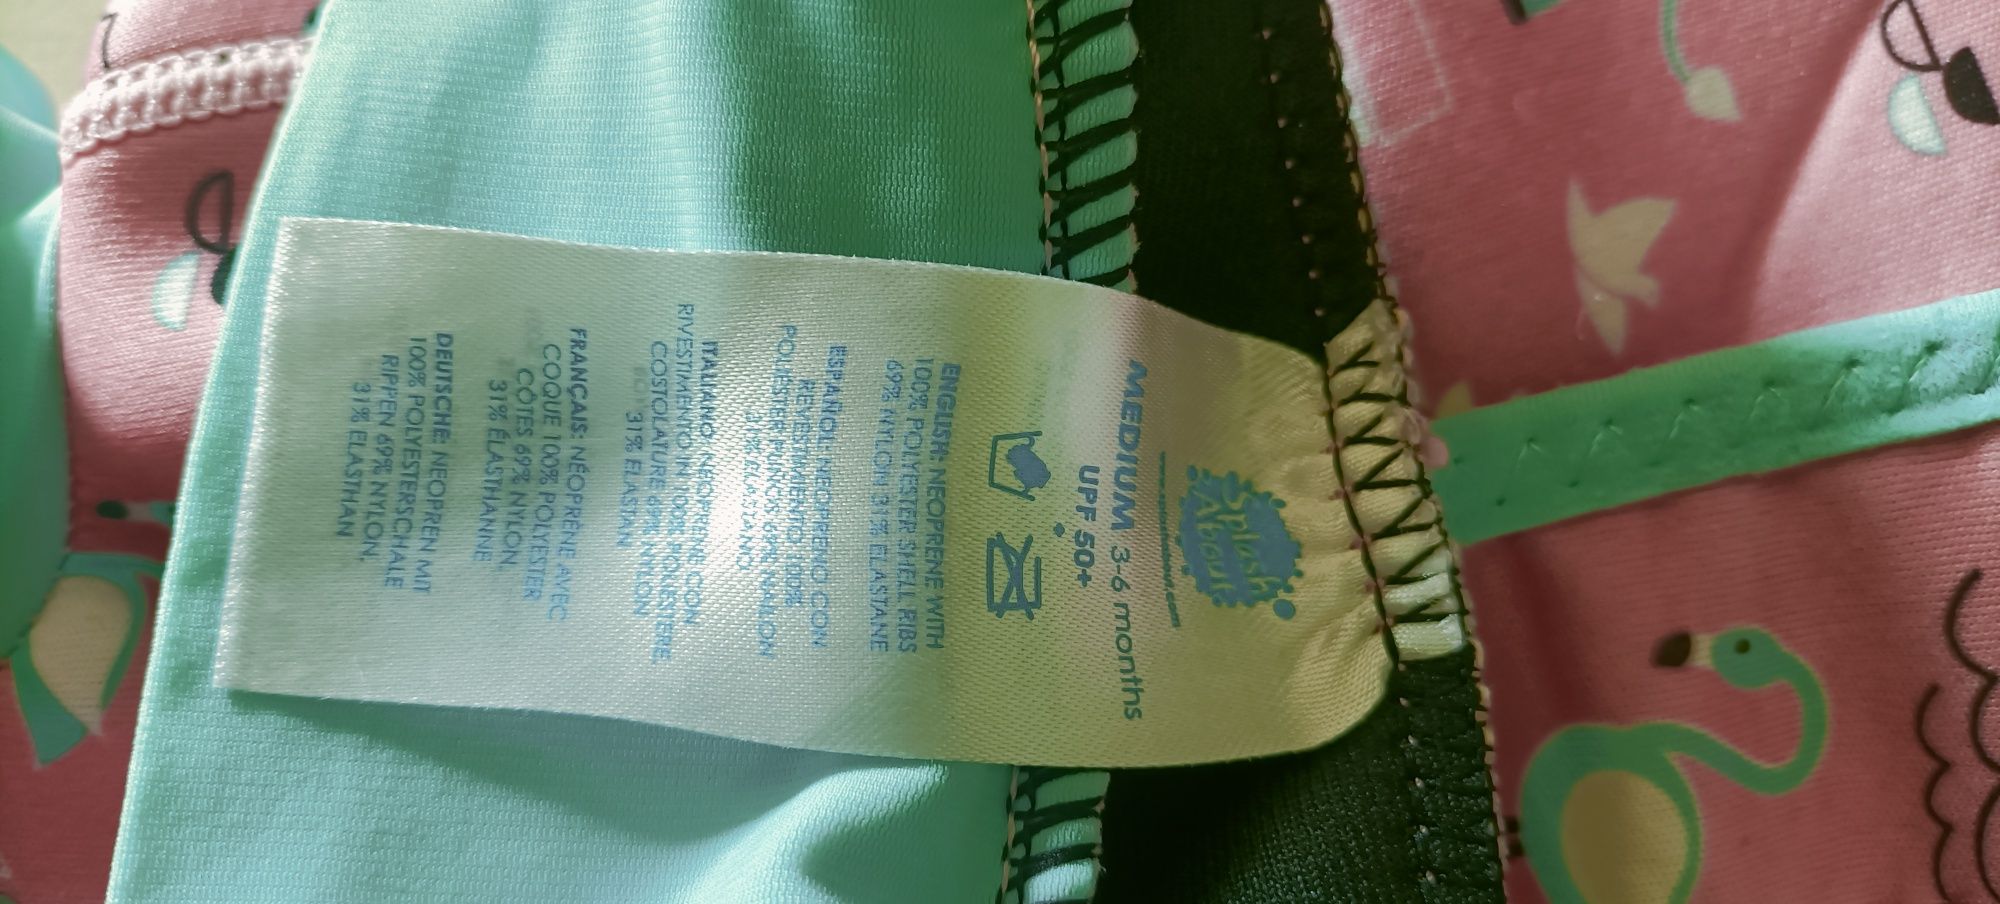 Splash
About
MEDIUM 3-6 months
UPF 50+
ENGLISH: NEOPRENE WITH
100% POLYESTER SHELL RIBS
69% NYLON 31% ELASTANE
ESPAÑOL: NEOPRENO CON
REVESTIMIENTO 100%
POLIÉSTER PUÑOS 69% NAILON
31% ELASTANO
ITALIANO: NEOPRENE CON
RIVESTIMENTO IN 100% POLIESTERE
COSTOLATURE 69% NYLON
31% ELASTAN
FRANÇAIS: NÉOPRÈNE AVEC
COQUE 100% POLYESTER
CÔTES 69% NYLON,
31% ÉLASTHANNE
DEUTSCHE: NEOPREN MIT
100% POLYESTERSCHALE
RIPPEN 69% NYLON,
31% ELASTHAN